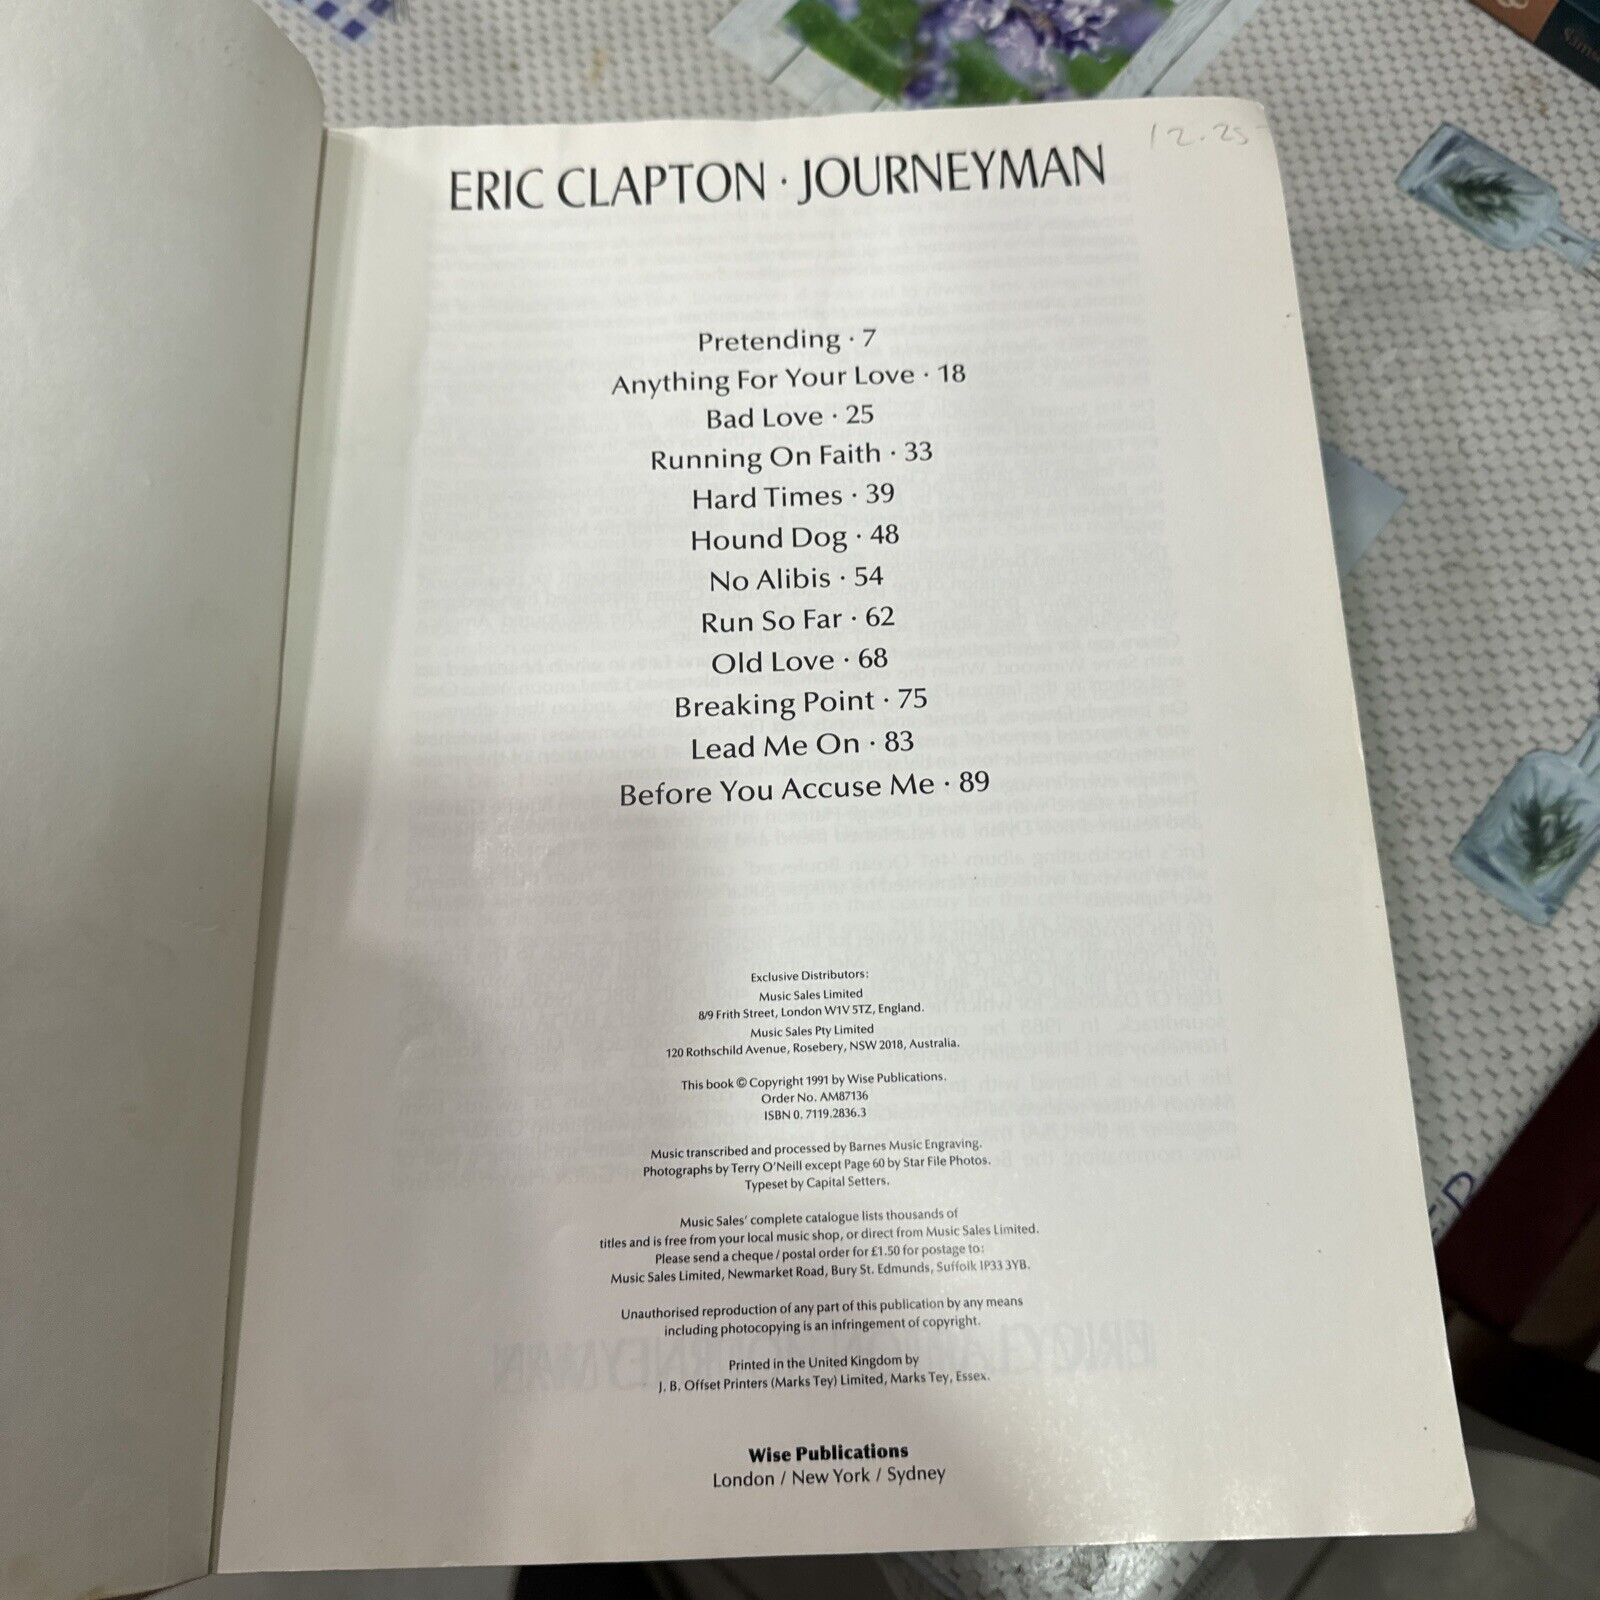 12.25
ERIC CLAPTON · JOURNEYMAN
Pretending · 7
Anything For Your Love · 18
Bad Love · 25
Running On Faith · 33
Hard Times · 39
Hound Dog · 48
No Alibis · 54
Run So Far · 62
Old Love · 68
Breaking Point · 75
Lead Me On · 83
Before You Accuse Me · 89
Exclusive Distributors:
Music Sales Limited
8/9 Frith Street, London W1V 5TZ, England.
Music Sales Pty Limited
120 Rothschild Avenue, Rosebery, NSW 2018, Australia.
This book © Copyright 1991 by Wise Publications.
Order No. AM87136
ISBN 0. 7119.2836.3
Music transcribed and processed by Barnes Music Engraving.
Photographs by Terry O'Neill except Page 60 by Star File Photos.
Typeset by Capital Setters.
Music Sales' complete catalogue lists thousands of
titles and is free from your local music shop, or direct from Music Sales Limited.
Please send a cheque / postal order for £1.50 for postage to:
Music Sales Limited, Newmarket Road, Bury St. Edmunds, Suffolk IP33 3YB.
Unauthorised reproduction of any part of this publication by any means
including photocopying is an infringement of copyright.
Printed in the United Kingdom by
J. B. Offset Printers (Marks Tey) Limited, Marks Tey, Essex.
Wise Publications
London / New York / Sydney